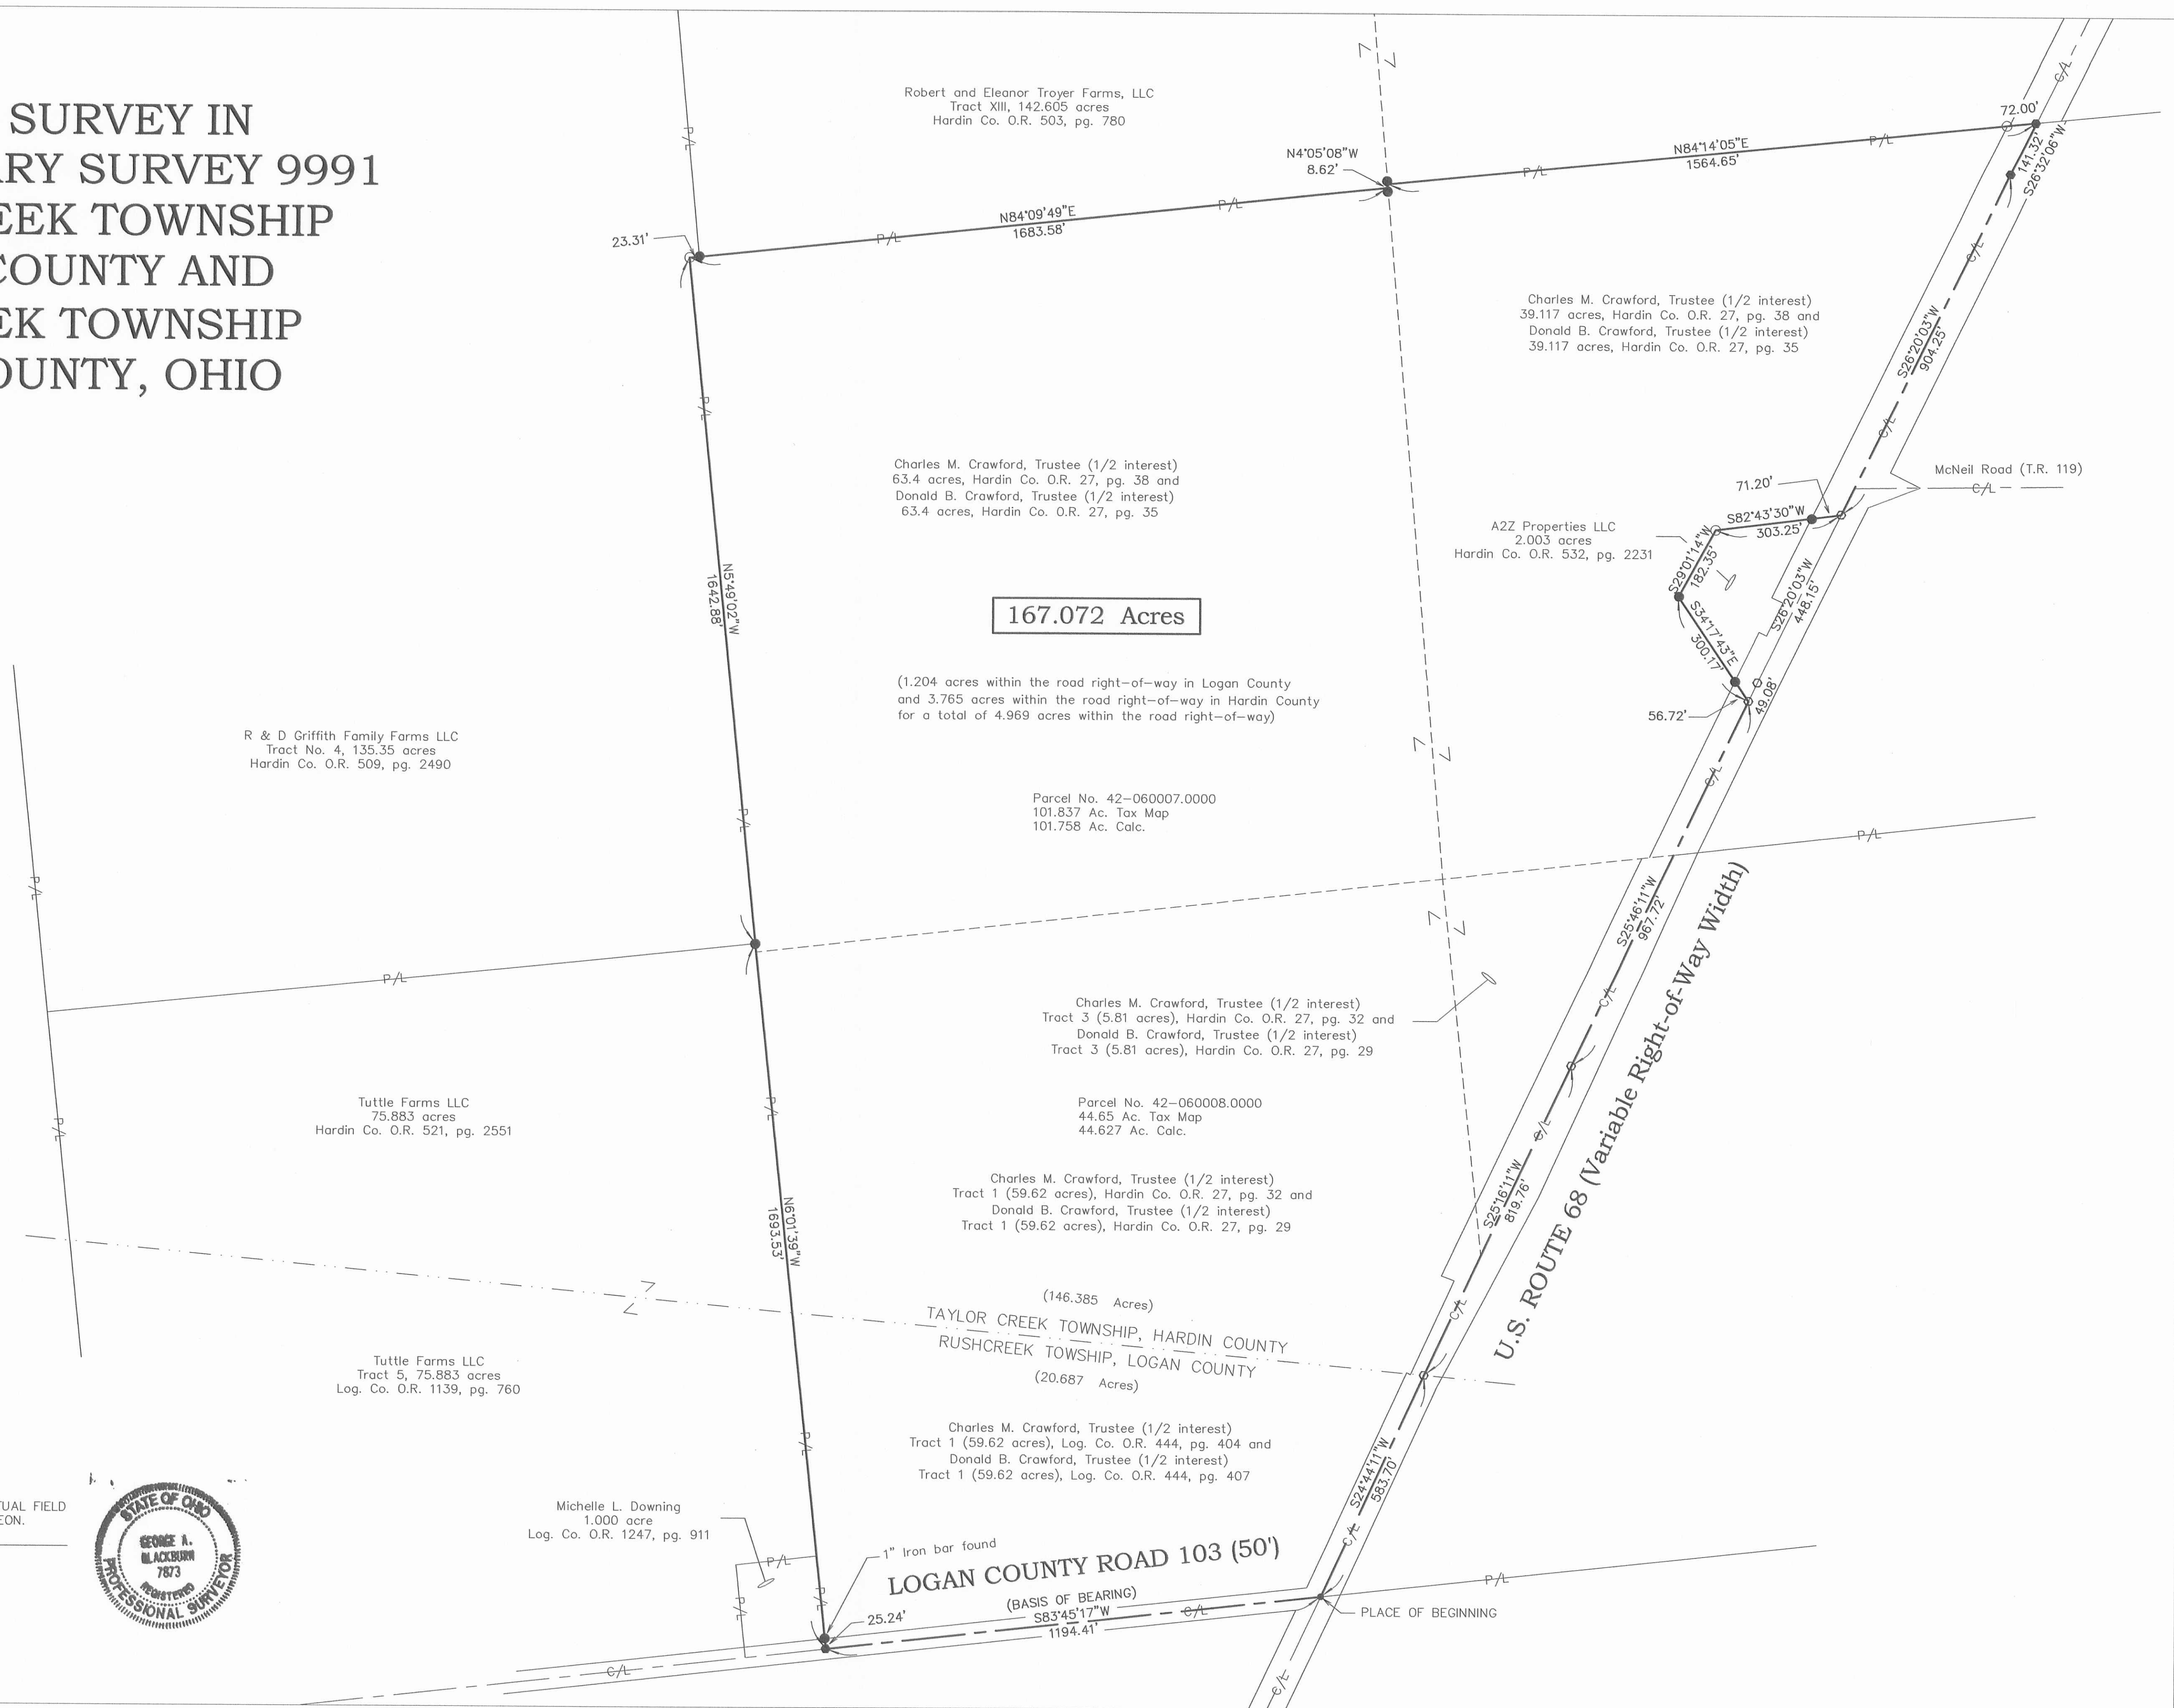 SURVEY IN
RY SURVEY 9991
EEK TOWNSHIP
COUNTY AND
EK TOWNSHIP
OUNTY, OHIO
Robert and Eleanor Troyer Farms, LLC
Tract XIII, 142.605 acres
Hardin Co. O.R. 503, pg. 780
P/L
N4°05'08"W
8.62'
N84°14'05"E
1564.65'
P/L
P/L
72.00'
C/L
141.32'
S26°32'06"W
23.31'
N84°09'49"E
1683.58'
P/L
P/L
C/L
Charles M. Crawford, Trustee (1/2 interest)
39.117 acres, Hardin Co. O.R. 27, pg. 38 and
Donald B. Crawford, Trustee (1/2 interest)
39.117 acres, Hardin Co. O.R. 27, pg. 35
S26°20'03"W
904.25'
P/L
C/L
Charles M. Crawford, Trustee (1/2 interest)
63.4 acres, Hardin Co. O.R. 27, pg. 38 and
Donald B. Crawford, Trustee (1/2 interest)
63.4 acres, Hardin Co. O.R. 27, pg. 35
McNeil Road (T.R. 119)
C/L
71.20'
S82°43'30"W
303.25'
A2Z Properties LLC
2.003 acres
Hardin Co. O.R. 532, pg. 2231
S29°01'14"W
182.35'
S26°20'03"W
448.15'
S34°17'43"E
300.17'
N5°49'02"W
1642.88'
167.072 Acres
(1.204 acres within the road right-of-way in Logan County
and 3.765 acres within the road right-of-way in Hardin County
for a total of 4.969 acres within the road right-of-way)
56.72'
49.08'
R & D Griffith Family Farms LLC
Tract No. 4, 135.35 acres
Hardin Co. O.R. 509, pg. 2490
C/L
Parcel No. 42-060007.0000
101.837 Ac. Tax Map
101.758 Ac. Calc.
P/L
P/L
P/L
S25°46'11"W
967.72'
P/L
C/L
Charles M. Crawford, Trustee (1/2 interest)
Tract 3 (5.81 acres), Hardin Co. O.R. 27, pg. 32 and
Donald B. Crawford, Trustee (1/2 interest)
Tract 3 (5.81 acres), Hardin Co. O.R. 27, pg. 29
U.S. ROUTE 68 (Variable Right-of-Way Width)
Tuttle Farms LLC
75.883 acres
Hardin Co. O.R. 521, pg. 2551
P/L
P/L
Parcel No. 42-060008.0000
44.65 Ac. Tax Map
44.627 Ac. Calc.
C/L
Charles M. Crawford, Trustee (1/2 interest)
Tract 1 (59.62 acres), Hardin Co. O.R. 27, pg. 32 and
Donald B. Crawford, Trustee (1/2 interest)
Tract 1 (59.62 acres), Hardin Co. O.R. 27, pg. 29
S25°16'11"W
819.76'
N6°01'39"W
1693.53'
(146.385 Acres)
TAYLOR CREEK TOWNSHIP, HARDIN COUNTY
RUSHCREEK TOWSHIP, LOGAN COUNTY
(20.687 Acres)
C/L
Tuttle Farms LLC
Tract 5, 75.883 acres
Log. Co. O.R. 1139, pg. 760
P/L
Charles M. Crawford, Trustee (1/2 interest)
Tract 1 (59.62 acres), Log. Co. O.R. 444, pg. 404 and
Donald B. Crawford, Trustee (1/2 interest)
Tract 1 (59.62 acres), Log. Co. O.R. 444, pg. 407
S24°44'11"W
583.70'
C/L
TUAL FIELD
EON.
STATE OF OHIO
GEORGE A.
BLACKBURN
7873
REGISTERED
PROFESSIONAL SURVEYOR
Michelle L. Downing
1.000 acre
Log. Co. O.R. 1247, pg. 911
P/L
P/L
P/L
1" Iron bar found
LOGAN COUNTY ROAD 103 (50')
(BASIS OF BEARING)
25.24'
S83°45'17"W
1194.41'
C/L
P/L
PLACE OF BEGINNING
C/L
C/L